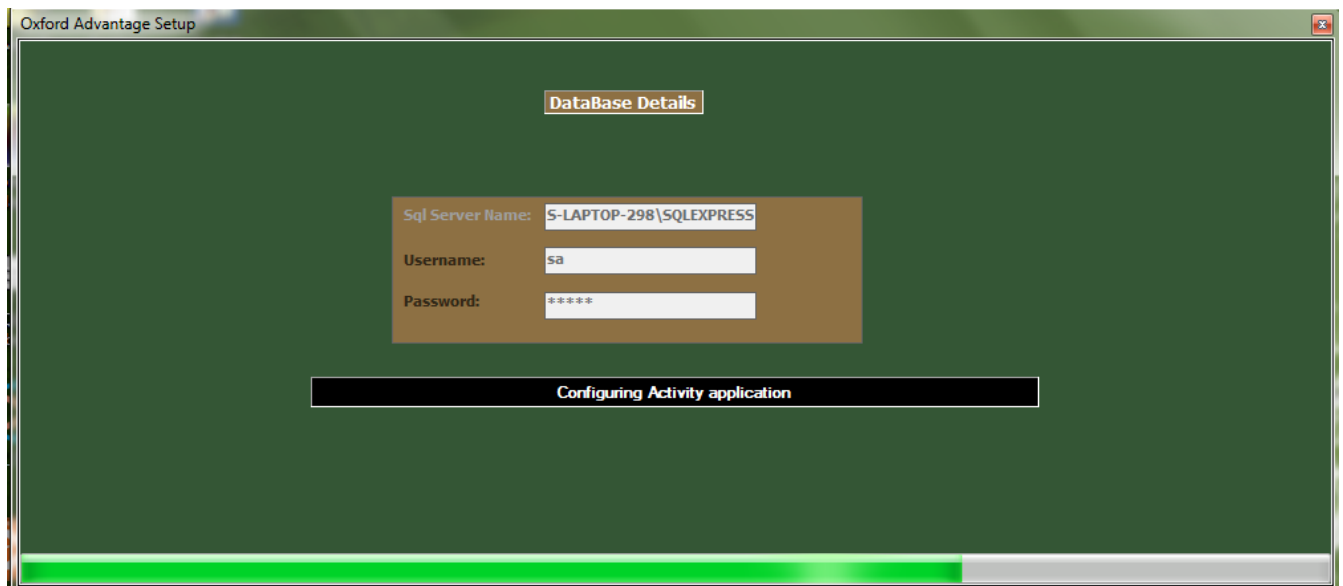 Oxford Advantage Setup
DataBase Details
Sql Server Name: S-LAPTOP-298\SQLEXPRESS
Username: sa
Password: *****
Configuring Activity application